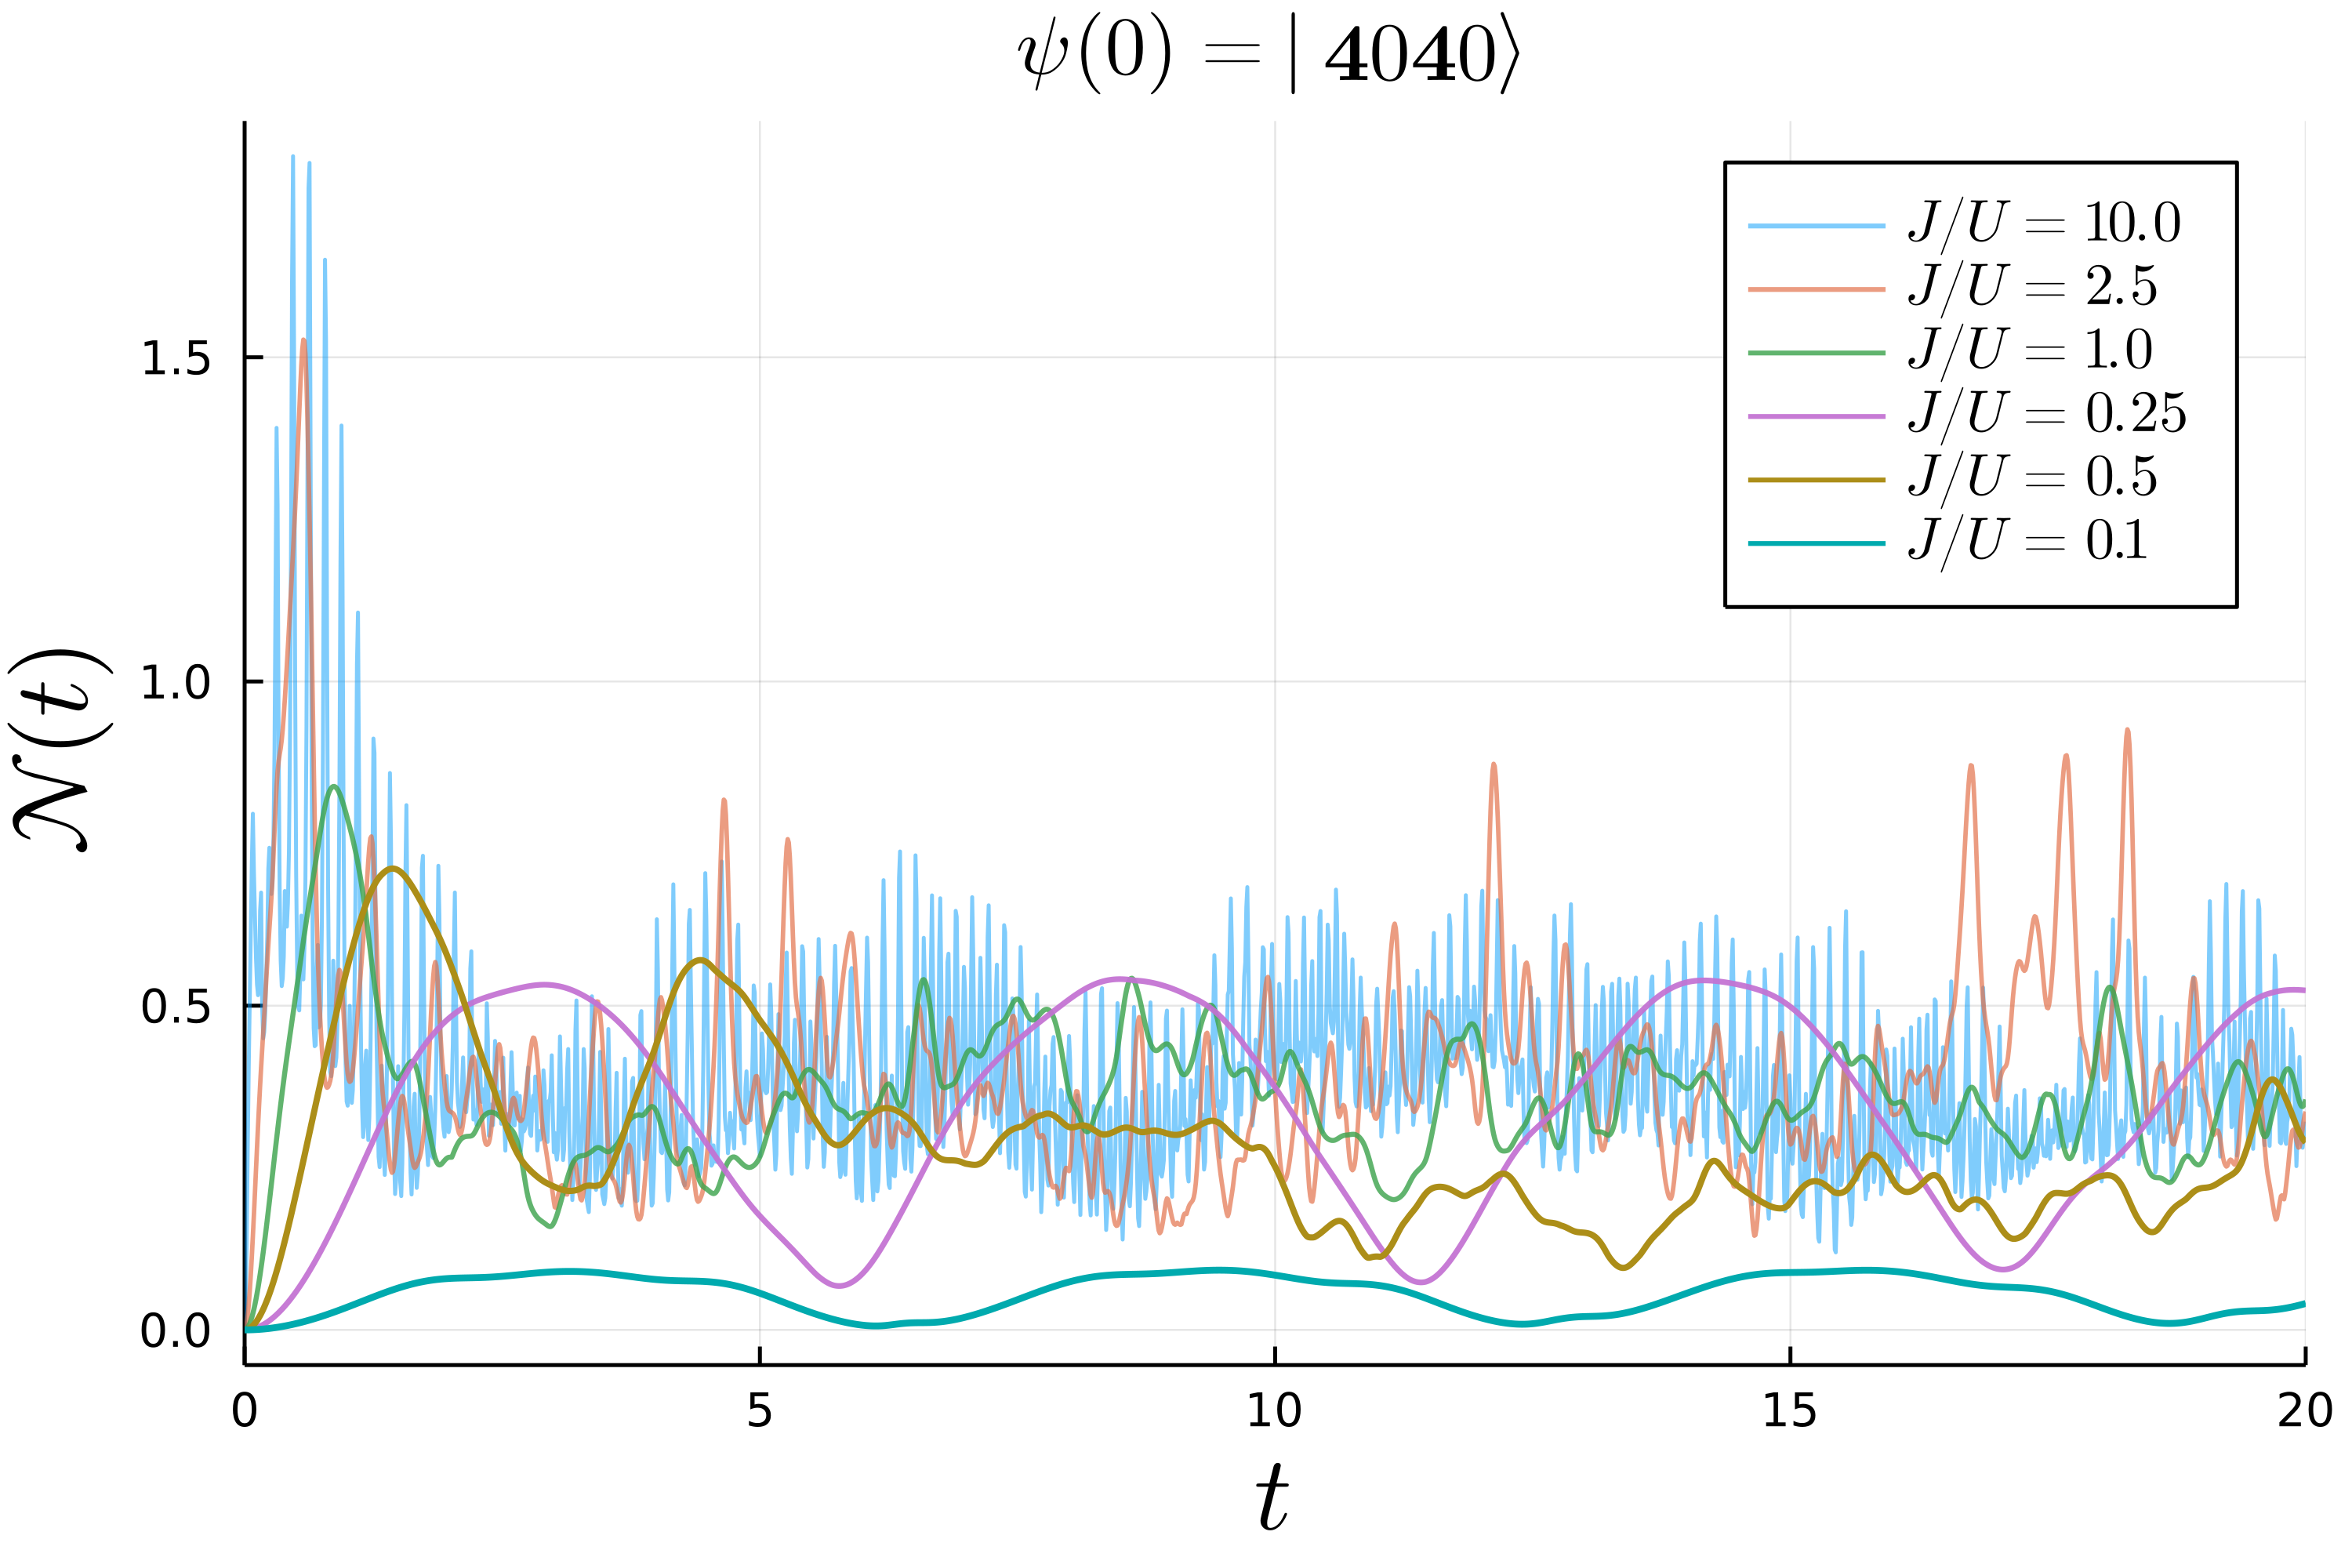 ψ(0) = | 4040⟩
𝒩(t)
1.5
1.0
0.5
0.0
J/U = 10.0
J/U = 2.5
J/U = 1.0
J/U = 0.25
J/U = 0.5
J/U = 0.1
0 5 10 15 20
t